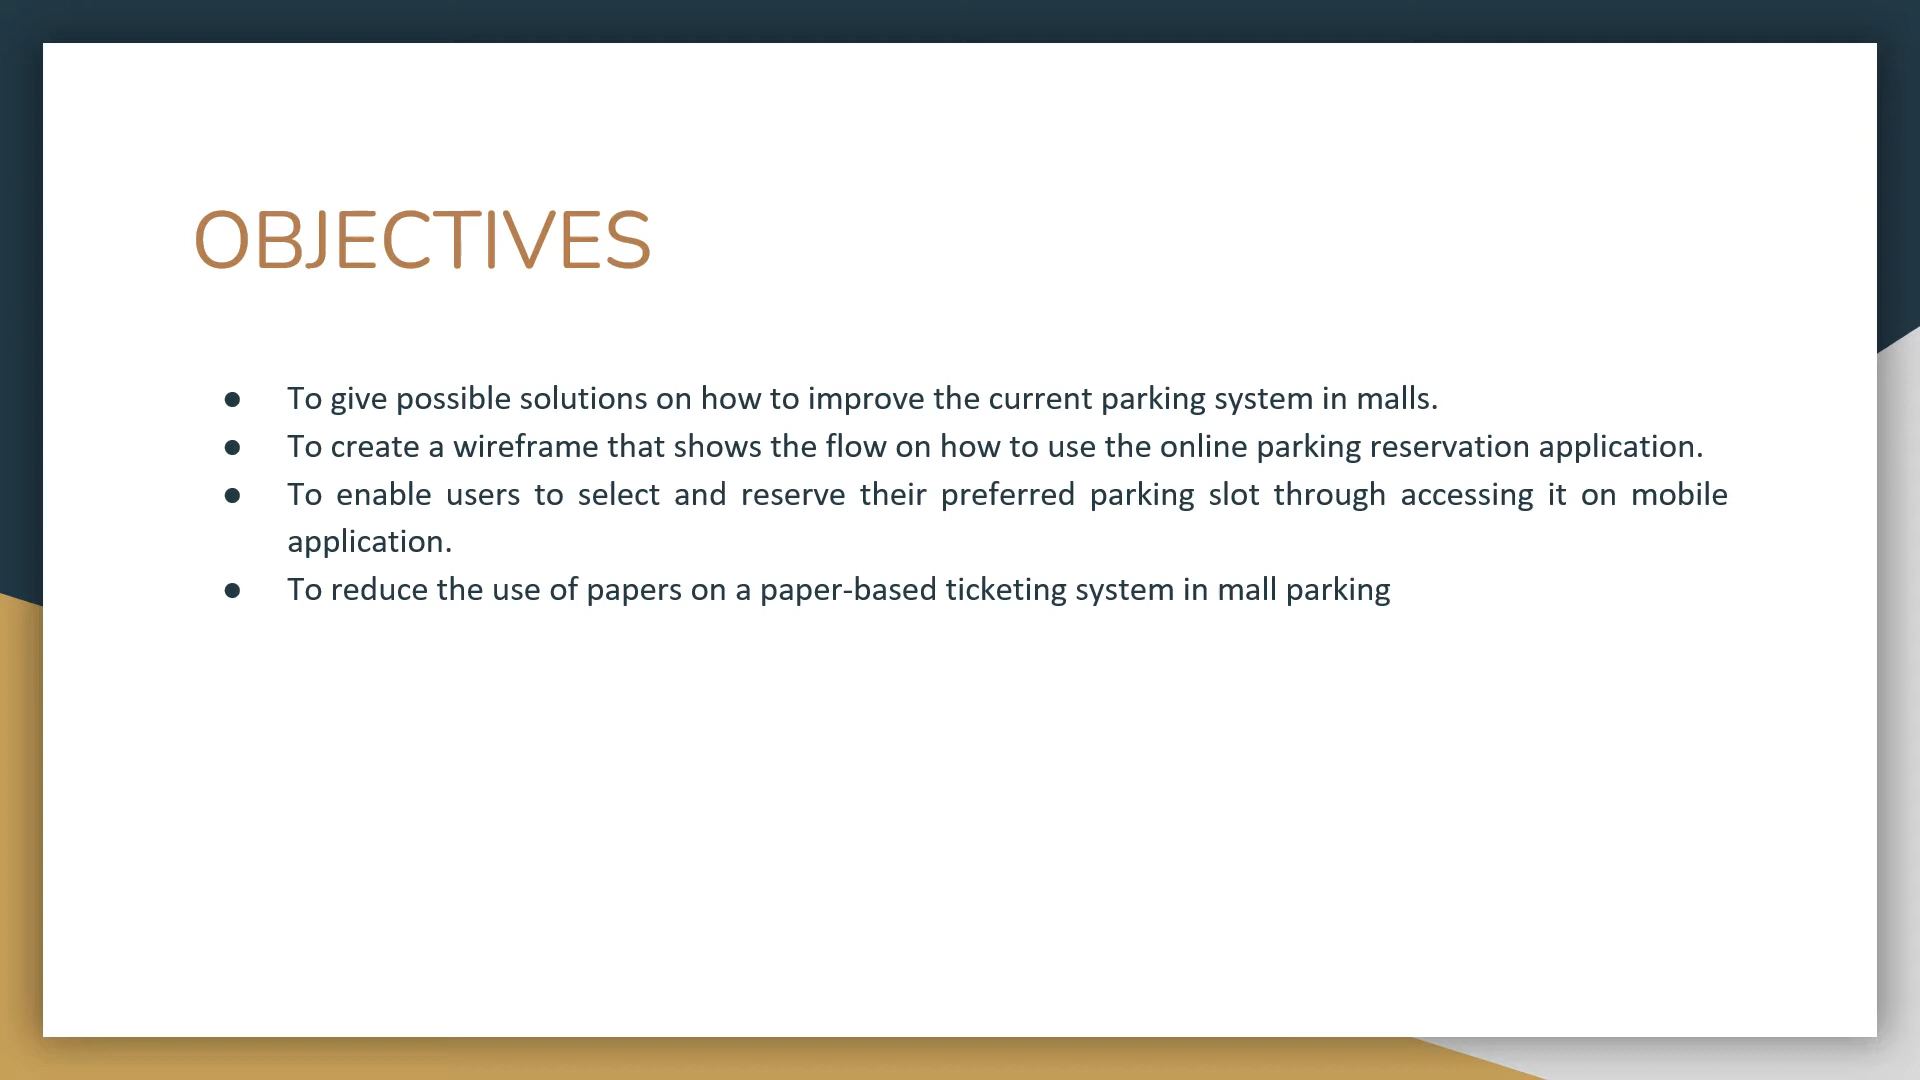 OBJECTIVES
● To give possible solutions on how to improve the current parking system in malls.
● To create a wireframe that shows the flow on how to use the online parking reservation application.
● To enable users to select and reserve their preferred parking slot through accessing it on mobile
application.
● To reduce the use of papers on a paper-based ticketing system in mall parking